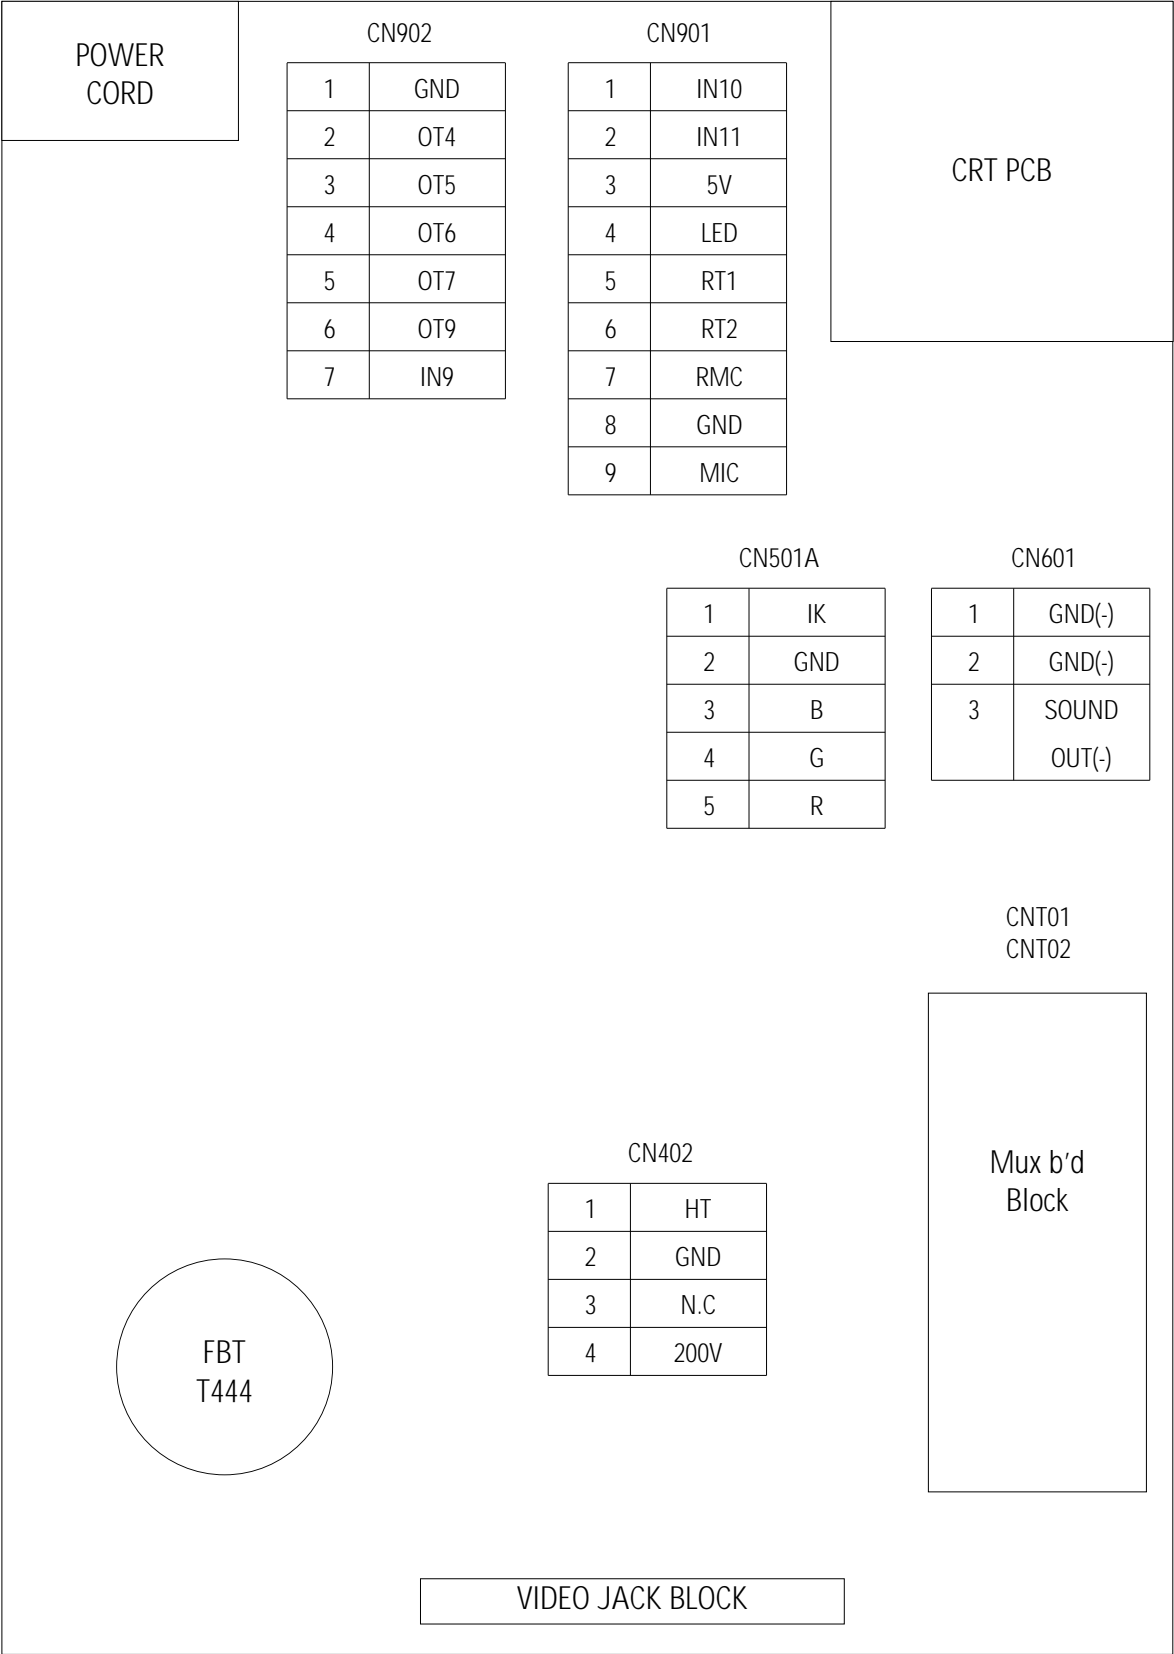 POWER
CORD
CN902
1 GND
2 OT4
3 OT5
4 OT6
5 OT7
6 OT9
7 IN9
CN901
1 IN10
2 IN11
3 5V
4 LED
5 RT1
6 RT2
7 RMC
8 GND
9 MIC
CRT PCB
CN501A
1 IK
2 GND
3 B
4 G
5 R
CN601
1 GND(-)
2 GND(-)
3 SOUND
OUT(-)
CNT01
CNT02
Mux b'd
Block
CN402
1 HT
2 GND
3 N.C
4 200V
FBT
T444
VIDEO JACK BLOCK